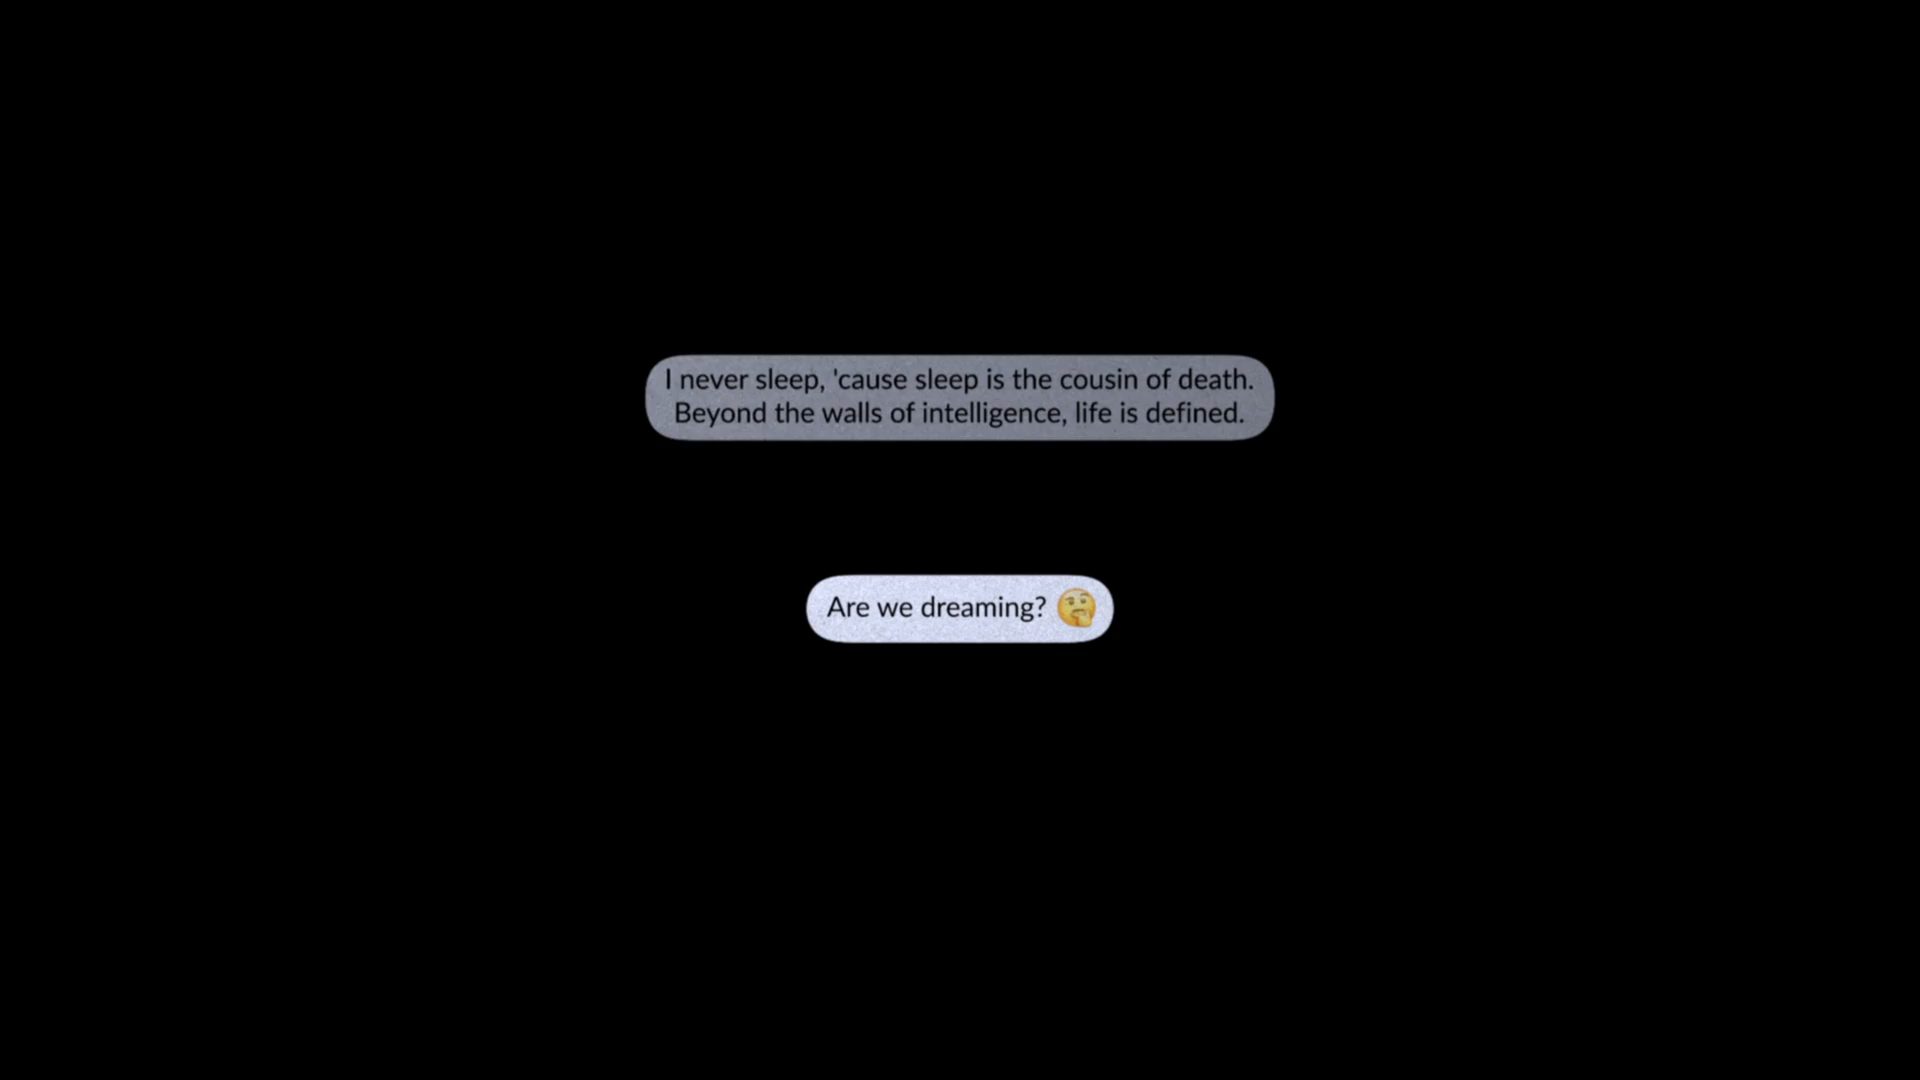 I never sleep, 'cause sleep is the cousin of death.
Beyond the walls of intelligence, life is defined.
Are we dreaming? 🤔